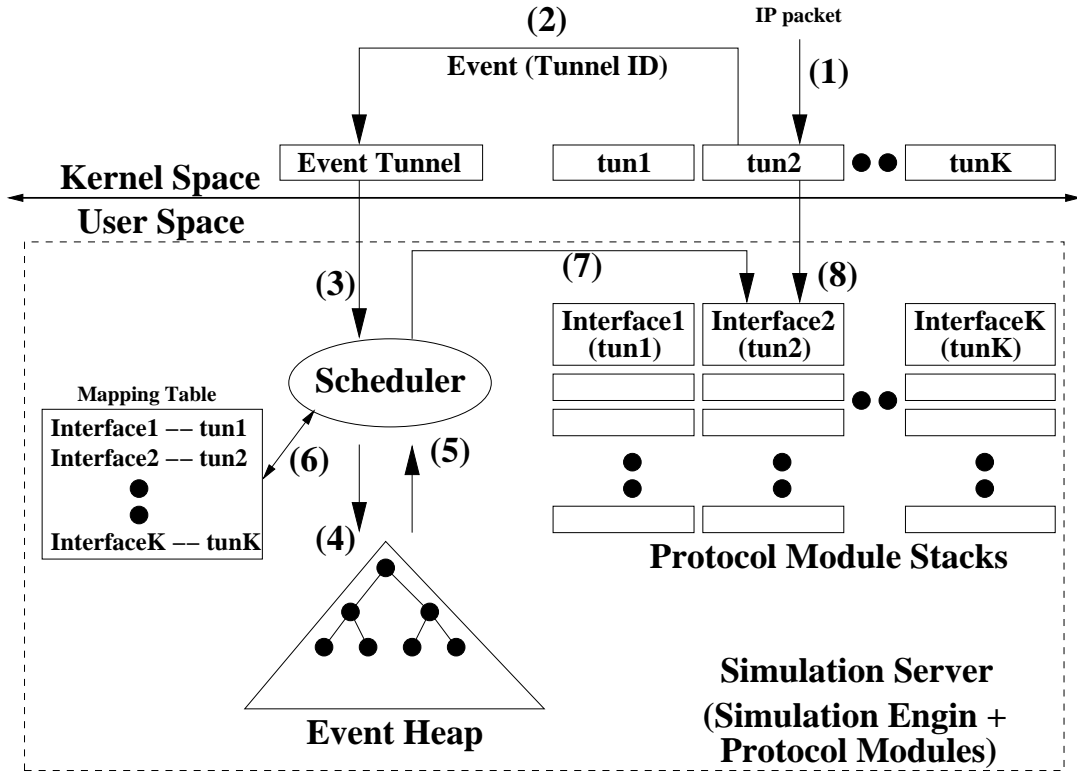 (2)
IP packet
Event (Tunnel ID)
(1)
Event Tunnel
tun1
tun2
tunK
Kernel Space
User Space
(3)
(7)
(8)
Interface1
(tun1)
Interface2
(tun2)
InterfaceK
(tunK)
Scheduler
Mapping Table
Interface1 −− tun1
Interface2 −− tun2
InterfaceK −− tunK
(6)
(5)
(4)
Protocol Module Stacks
Event Heap
Simulation Server
(Simulation Engin +
Protocol Modules)